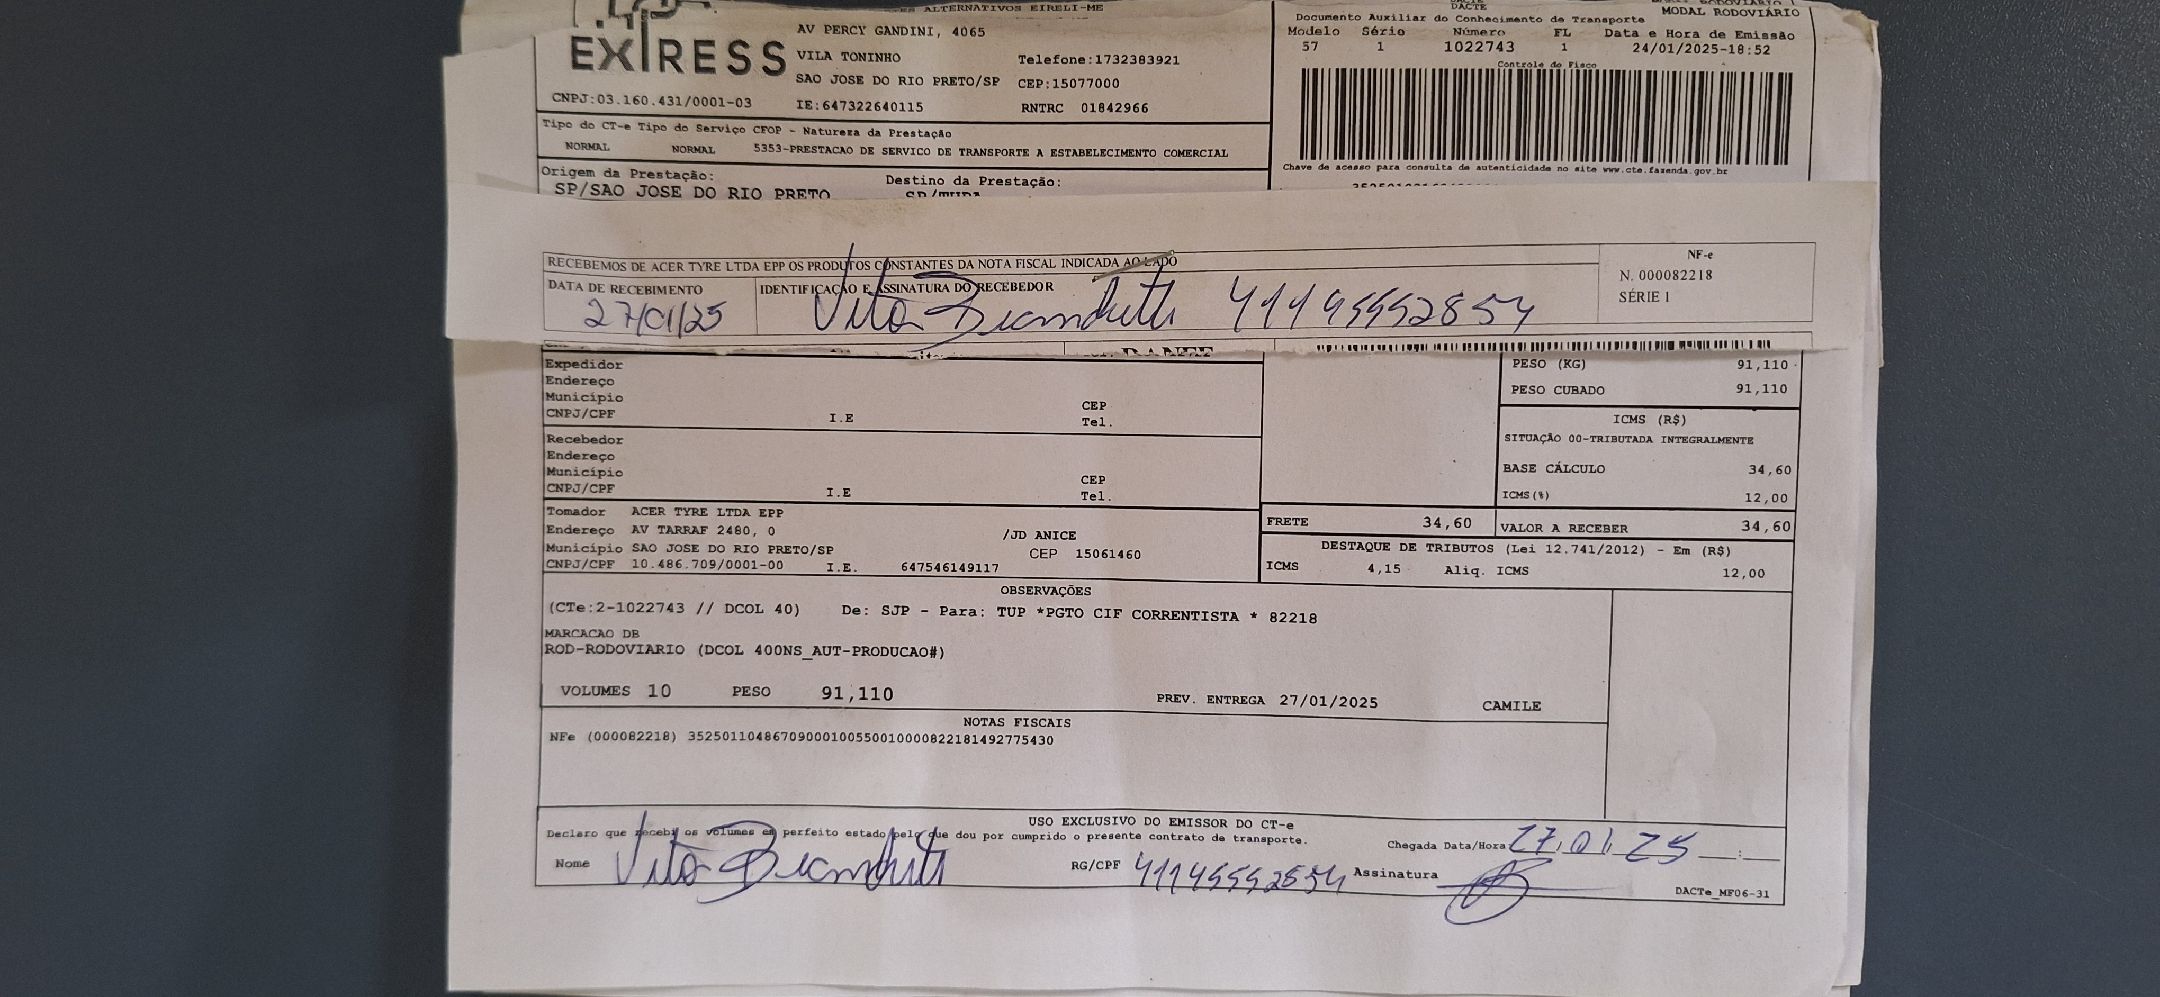 ALTERNATIVOS EIRELI-ME
EXPRESS
AV PERCY GANDINI, 4065
VILA TONINHO
Telefone:1732383921
SAO JOSE DO RIO PRETO/SP CEP:15077000
CNPJ:03.160.431/0001-03 IE:647322640115 RNTRC 01842966
DACTE
Documento Auxiliar do Conhecimento de Transporte
MODAL RODOVIÁRIO
Modelo Série Número FL Data e Hora de Emissão
57 1 1022743 1 24/01/2025-18:52
Controle do Fisco
Chave de acesso para consulta de autenticidade no site www.cte.fazenda.gov.br
Tipo do CT-e Tipo do Serviço CFOP - Natureza da Prestação
NORMAL NORMAL 5353-PRESTACAO DE SERVICO DE TRANSPORTE A ESTABELECIMENTO COMERCIAL
Origem da Prestação: Destino da Prestação:
SP/SAO JOSE DO RIO PRETO
RECEBEMOS DE ACER TYRE LTDA EPP OS PRODUTOS CONSTANTES DA NOTA FISCAL INDICADA AO LADO
DATA DE RECEBIMENTO IDENTIFICAÇÃO E ASSINATURA DO RECEBEDOR
27/01/25
NF-e
N. 000082218
SÉRIE 1
Expedidor
Endereço
Município CEP
CNPJ/CPF I.E Tel.
Recebedor
Endereço
Município CEP
CNPJ/CPF I.E Tel.
Tomador ACER TYRE LTDA EPP
Endereço AV TARRAF 2480, 0 /JD ANICE
Município SAO JOSE DO RIO PRETO/SP CEP 15061460
CNPJ/CPF 10.486.709/0001-00 I.E. 647546149117
PESO (KG) 91,110
PESO CUBADO 91,110
ICMS (R$)
SITUAÇÃO 00-TRIBUTADA INTEGRALMENTE
BASE CÁLCULO 34,60
ICMS(%) 12,00
FRETE 34,60 VALOR A RECEBER 34,60
DESTAQUE DE TRIBUTOS (Lei 12.741/2012) - Em (R$)
ICMS 4,15 Aliq. ICMS 12,00
OBSERVAÇÕES
(CTe:2-1022743 // DCOL 40) De: SJP - Para: TUP *PGTO CIF CORRENTISTA * 82218
MARCACAO DB
ROD-RODOVIARIO (DCOL 400NS_AUT-PRODUCAO#)
VOLUMES 10 PESO 91,110 PREV. ENTREGA 27/01/2025 CAMILE
NOTAS FISCAIS
NFe (000082218) 35250110486709000100550010000822181492775430
USO EXCLUSIVO DO EMISSOR DO CT-e
Declaro que recebi os volumes em perfeito estado pelo que dou por cumprido o presente contrato de transporte.
Chegada Data/Hora 27.01.25
Nome RG/CPF Assinatura
DACTe_MF06-31